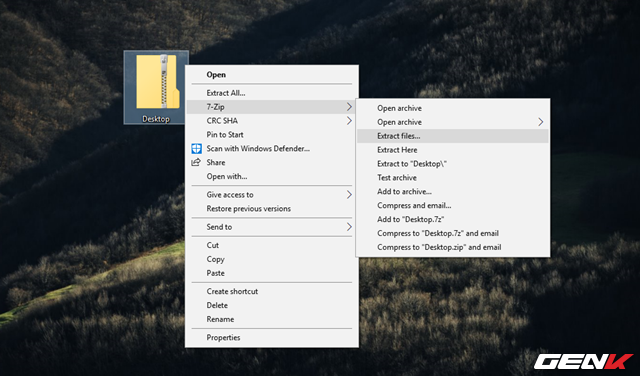 Desktop
Open
Extract All...
7-Zip
CRC SHA
Pin to Start
Scan with Windows Defender...
Share
Open with...
Give access to
Restore previous versions
Send to
Cut
Copy
Paste
Create shortcut
Delete
Rename
Properties
Open archive
Open archive
Extract files...
Extract Here
Extract to "Desktop\"
Test archive
Add to archive...
Compress and email...
Add to "Desktop.7z"
Compress to "Desktop.7z" and email
Compress to "Desktop.zip" and email
GENK